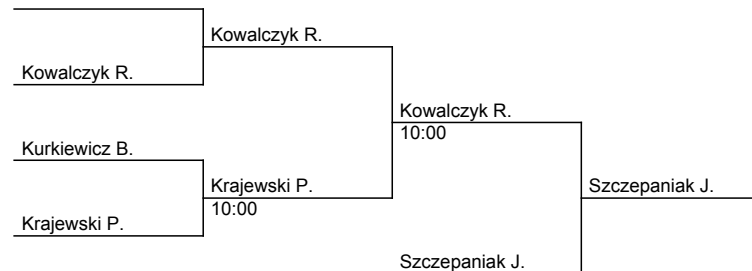 Kowalczyk R.
Kowalczyk R.
Kowalczyk R.
10:00
Kurkiewicz B.
Krajewski P.
10:00
Szczepaniak J.
Krajewski P.
Szczepaniak J.